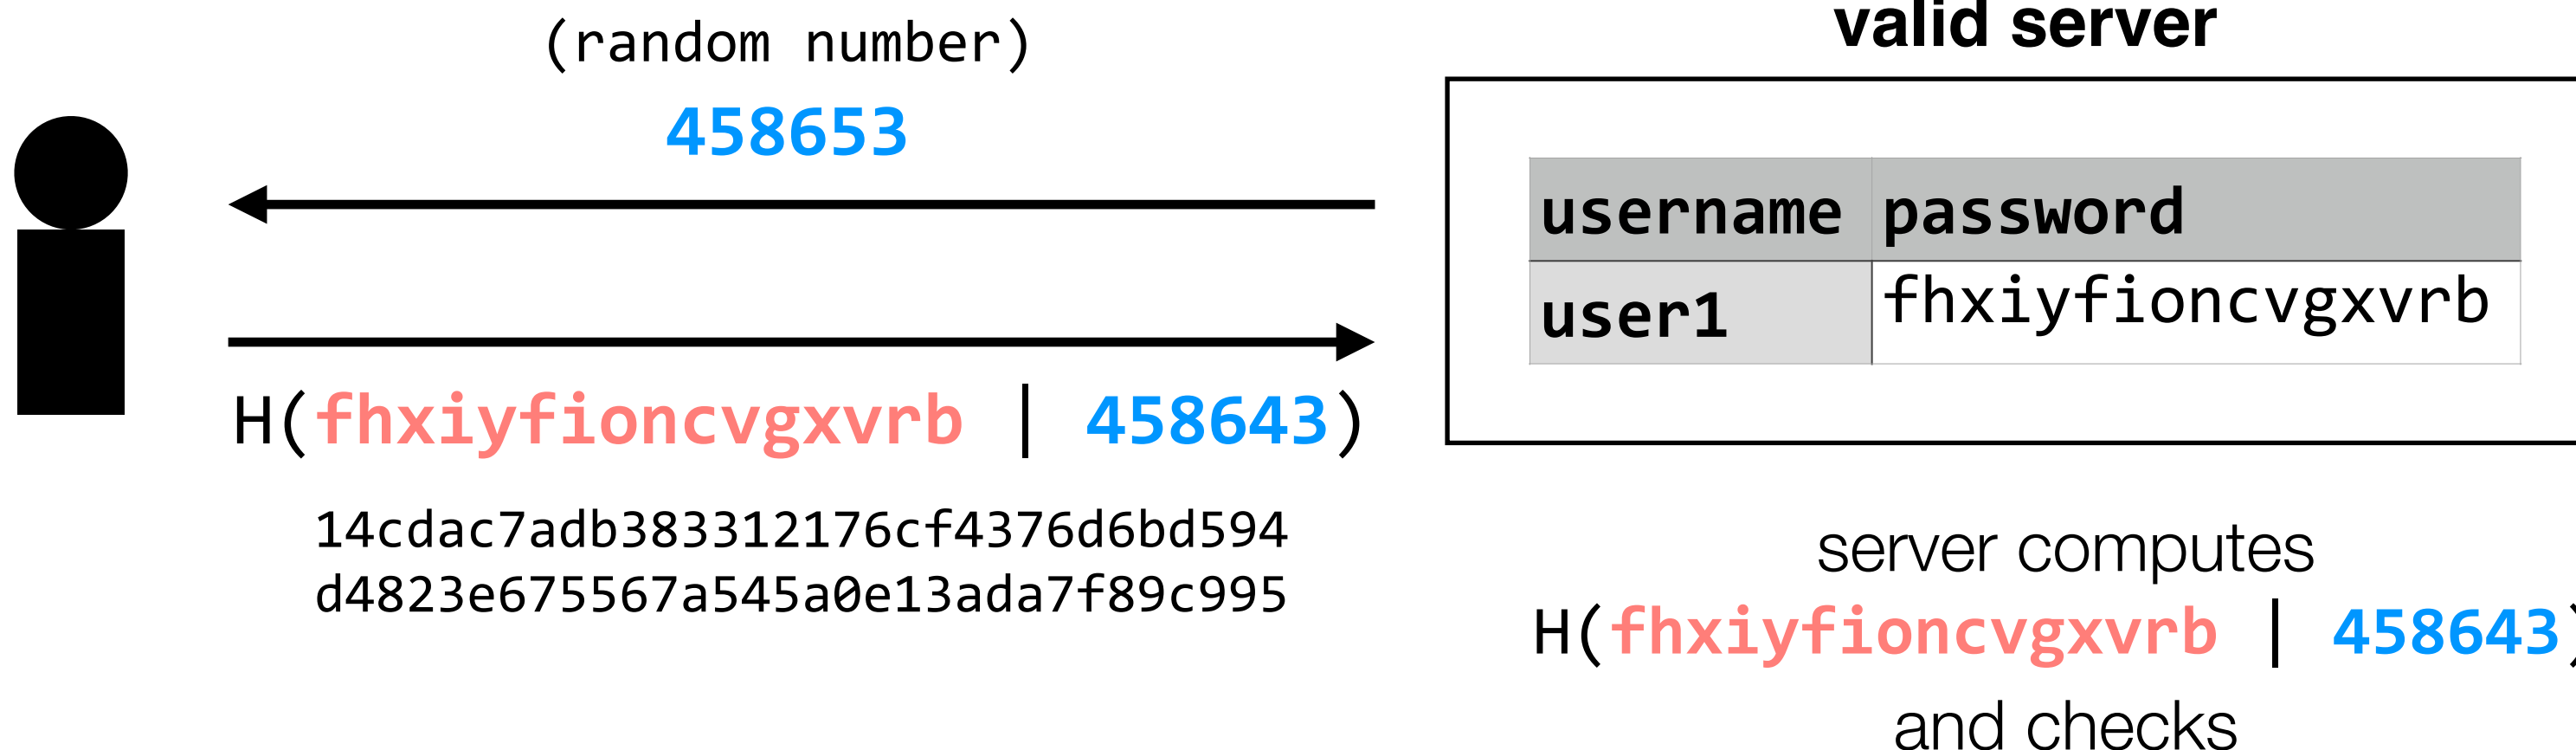 (random number)
458653
H(fhxiyfioncvgxvrb | 458643)
14cdac7adb383312176cf4376d6bd594
d4823e675567a545a0e13ada7f89c995
valid server
username password
user1 fhxiyfioncvgxvrb
server computes
H(fhxiyfioncvgxvrb | 458643)
and checks